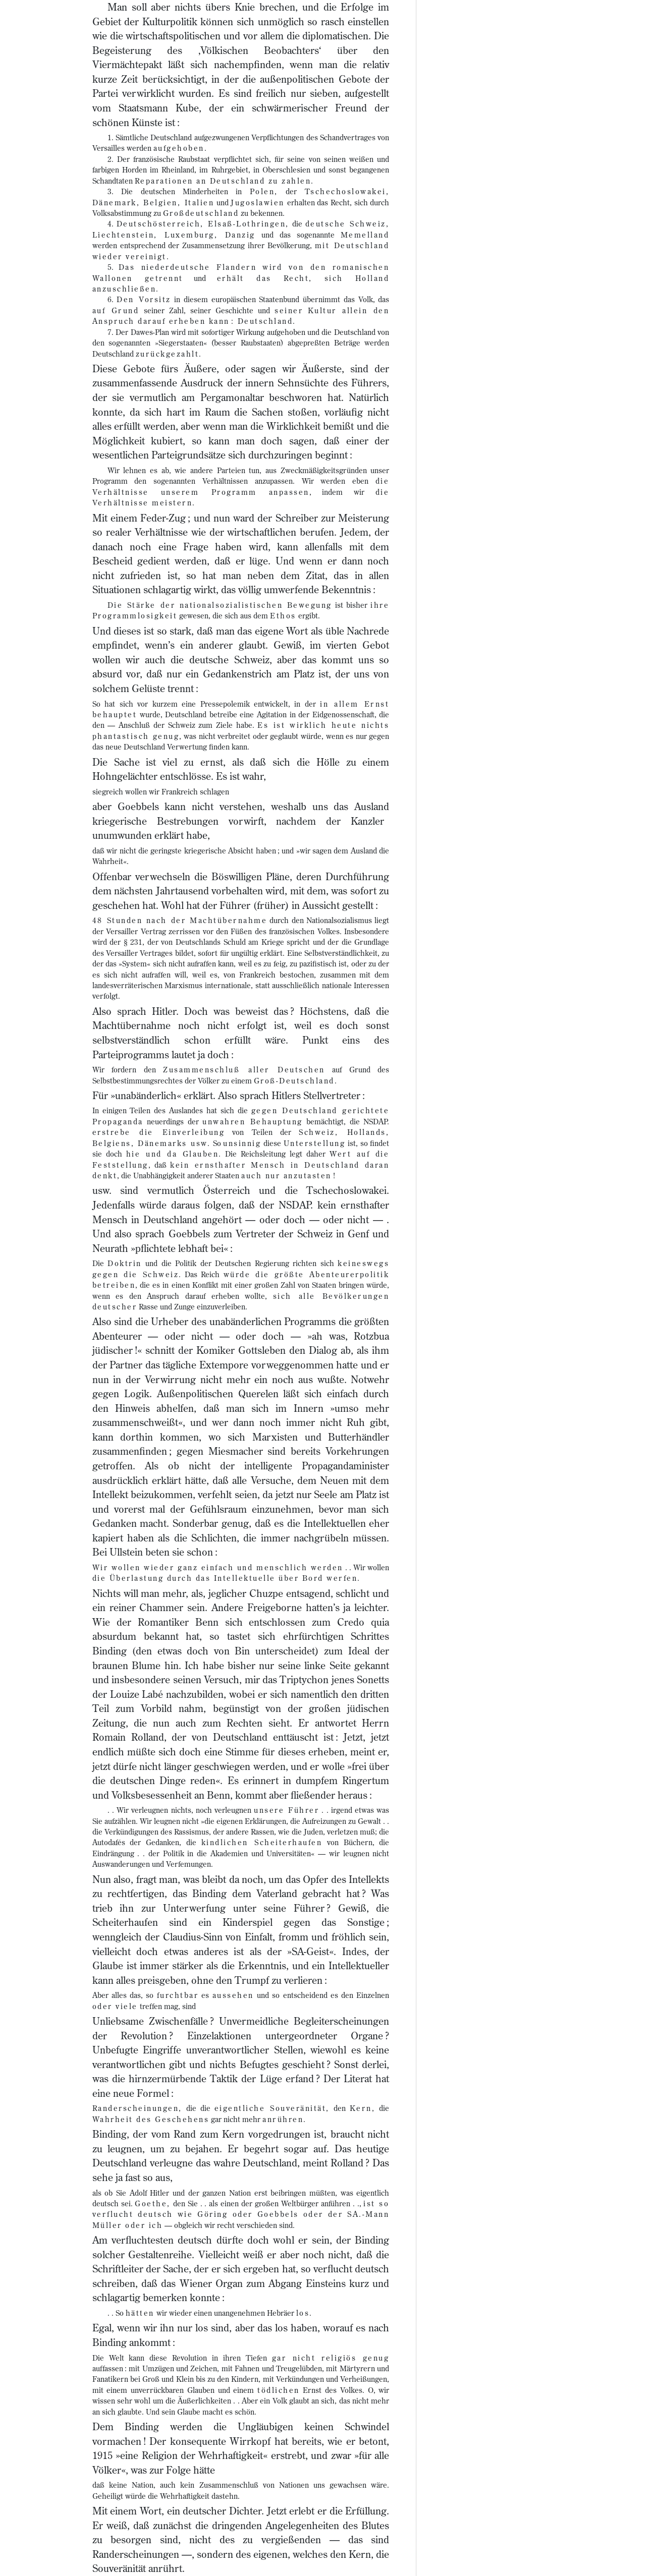 Man soll aber nichts übers Knie brechen, und die Erfolge im
Gebiet der Kulturpolitik können sich unmöglich so rasch einstellen
wie die wirtschaftspolitischen und vor allem die diplomatischen. Die
Begeisterung des ‚Völkischen Beobachters‘ über den
Viermächtepakt läßt sich nachempfinden, wenn man die relativ
kurze Zeit berücksichtigt, in der die außenpolitischen Gebote der
Partei verwirklicht wurden. Es sind freilich nur sieben, aufgestellt
vom Staatsmann Kube, der ein schwärmerischer Freund der
schönen Künste ist :
1. Sämtliche Deutschland aufgezwungenen Verpflichtungen des Schandvertrages von
Versailles werden aufgehoben.
2. Der französische Raubstaat verpflichtet sich, für seine von seinen weißen und
farbigen Horden im Rheinland, im Ruhrgebiet, in Oberschlesien und sonst begangenen
Schandtaten Reparationen an Deutschland zu zahlen.
3. Die deutschen Minderheiten in Polen, der Tschechoslowakei,
Dänemark, Belgien, Italien und Jugoslawien erhalten das Recht, sich durch
Volksabstimmung zu Großdeutschland zu bekennen.
4. Deutschösterreich, Elsaß-Lothringen, die deutsche Schweiz,
Liechtenstein, Luxemburg, Danzig und das sogenannte Memelland
werden entsprechend der Zusammensetzung ihrer Bevölkerung, mit Deutschland
wieder vereinigt.
5. Das niederdeutsche Flandern wird von den romanischen
Wallonen getrennt und erhält das Recht, sich Holland
anzuschließen.
6. Den Vorsitz in diesem europäischen Staatenbund übernimmt das Volk, das
auf Grund seiner Zahl, seiner Geschichte und seiner Kultur allein den
Anspruch darauf erheben kann : Deutschland.
7. Der Dawes-Plan wird mit sofortiger Wirkung aufgehoben und die Deutschland von
den sogenannten »Siegerstaaten« (besser Raubstaaten) abgepreßten Beträge werden
Deutschland zurückgezahlt.
Diese Gebote fürs Äußere, oder sagen wir Äußerste, sind der
zusammenfassende Ausdruck der innern Sehnsüchte des Führers,
der sie vermutlich am Pergamonaltar beschworen hat. Natürlich
konnte, da sich hart im Raum die Sachen stoßen, vorläufig nicht
alles erfüllt werden, aber wenn man die Wirklichkeit bemißt und die
Möglichkeit kubiert, so kann man doch sagen, daß einer der
wesentlichen Parteigrundsätze sich durchzuringen beginnt :
Wir lehnen es ab, wie andere Parteien tun, aus Zweckmäßigkeitsgründen unser
Programm den sogenannten Verhältnissen anzupassen. Wir werden eben die
Verhältnisse unserem Programm anpassen, indem wir die
Verhältnisse meistern.
Mit einem Feder-Zug ; und nun ward der Schreiber zur Meisterung
so realer Verhältnisse wie der wirtschaftlichen berufen. Jedem, der
danach noch eine Frage haben wird, kann allenfalls mit dem
Bescheid gedient werden, daß er lüge. Und wenn er dann noch
nicht zufrieden ist, so hat man neben dem Zitat, das in allen
Situationen schlagartig wirkt, das völlig umwerfende Bekenntnis :
Die Stärke der nationalsozialistischen Bewegung ist bisher ihre
Programmlosigkeit gewesen, die sich aus dem Ethos ergibt.
Und dieses ist so stark, daß man das eigene Wort als üble Nachrede
empfindet, wenn's ein anderer glaubt. Gewiß, im vierten Gebot
wollen wir auch die deutsche Schweiz, aber das kommt uns so
absurd vor, daß nur ein Gedankenstrich am Platz ist, der uns von
solchem Gelüste trennt :
So hat sich vor kurzem eine Pressepolemik entwickelt, in der in allem Ernst
behauptet wurde, Deutschland betreibe eine Agitation in der Eidgenossenschaft, die
den — Anschluß der Schweiz zum Ziele habe. Es ist wirklich heute nichts
phantastisch genug, was nicht verbreitet oder geglaubt würde, wenn es nur gegen
das neue Deutschland Verwertung finden kann.
Die Sache ist viel zu ernst, als daß sich die Hölle zu einem
Hohngelächter entschlösse. Es ist wahr,
siegreich wollen wir Frankreich schlagen
aber Goebbels kann nicht verstehen, weshalb uns das Ausland
kriegerische Bestrebungen vorwirft, nachdem der Kanzler
unumwunden erklärt habe,
daß wir nicht die geringste kriegerische Absicht haben ; und »wir sagen dem Ausland die
Wahrheit«.
Offenbar verwechseln die Böswilligen Pläne, deren Durchführung
dem nächsten Jahrtausend vorbehalten wird, mit dem, was sofort zu
geschehen hat. Wohl hat der Führer (früher) in Aussicht gestellt :
48 Stunden nach der Machtübernahme durch den Nationalsozialismus liegt
der Versailler Vertrag zerrissen vor den Füßen des französischen Volkes. Insbesondere
wird der § 231, der von Deutschlands Schuld am Kriege spricht und der die Grundlage
des Versailler Vertrages bildet, sofort für ungültig erklärt. Eine Selbstverständlichkeit, zu
der das »System« sich nicht aufraffen kann, weil es zu feig, zu pazifistisch ist, oder zu der
es sich nicht aufraffen will, weil es, von Frankreich bestochen, zusammen mit dem
landesverräterischen Marxismus internationale, statt ausschließlich nationale Interessen
verfolgt.
Also sprach Hitler. Doch was beweist das ? Höchstens, daß die
Machtübernahme noch nicht erfolgt ist, weil es doch sonst
selbstverständlich schon erfüllt wäre. Punkt eins des
Parteiprogramms lautet ja doch :
Wir fordern den Zusammenschluß aller Deutschen auf Grund des
Selbstbestimmungsrechtes der Völker zu einem Groß-Deutschland.
Für »unabänderlich« erklärt. Also sprach Hitlers Stellvertreter :
In einigen Teilen des Auslandes hat sich die gegen Deutschland gerichtete
Propaganda neuerdings der unwahren Behauptung bemächtigt, die NSDAP.
erstrebe die Einverleibung von Teilen der Schweiz, Hollands,
Belgiens, Dänemarks usw. So unsinnig diese Unterstellung ist, so findet
sie doch hie und da Glauben. Die Reichsleitung legt daher Wert auf die
Feststellung, daß kein ernsthafter Mensch in Deutschland daran
denkt, die Unabhängigkeit anderer Staaten auch nur anzutasten !
usw. sind vermutlich Österreich und die Tschechoslowakei.
Jedenfalls würde daraus folgen, daß der NSDAP. kein ernsthafter
Mensch in Deutschland angehört — oder doch — oder nicht — .
Und also sprach Goebbels zum Vertreter der Schweiz in Genf und
Neurath »pflichtete lebhaft bei« :
Die Doktrin und die Politik der Deutschen Regierung richten sich keineswegs
gegen die Schweiz. Das Reich würde die größte Abenteurerpolitik
betreiben, die es in einen Konflikt mit einer großen Zahl von Staaten bringen würde,
wenn es den Anspruch darauf erheben wollte, sich alle Bevölkerungen
deutscher Rasse und Zunge einzuverleiben.
Also sind die Urheber des unabänderlichen Programms die größten
Abenteurer — oder nicht — oder doch — »ah was, Rotzbua
jüdischer !« schnitt der Komiker Gottsleben den Dialog ab, als ihm
der Partner das tägliche Extempore vorweggenommen hatte und er
nun in der Verwirrung nicht mehr ein noch aus wußte. Notwehr
gegen Logik. Außenpolitischen Querelen läßt sich einfach durch
den Hinweis abhelfen, daß man sich im Innern »umso mehr
zusammenschweißt«, und wer dann noch immer nicht Ruh gibt,
kann dorthin kommen, wo sich Marxisten und Butterhändler
zusammenfinden ; gegen Miesmacher sind bereits Vorkehrungen
getroffen. Als ob nicht der intelligente Propagandaminister
ausdrücklich erklärt hätte, daß alle Versuche, dem Neuen mit dem
Intellekt beizukommen, verfehlt seien, da jetzt nur Seele am Platz ist
und vorerst mal der Gefühlsraum einzunehmen, bevor man sich
Gedanken macht. Sonderbar genug, daß es die Intellektuellen eher
kapiert haben als die Schlichten, die immer nachgrübeln müssen.
Bei Ullstein beten sie schon :
Wir wollen wieder ganz einfach und menschlich werden . . Wir wollen
die Überlastung durch das Intellektuelle über Bord werfen.
Nichts will man mehr, als, jeglicher Chuzpe entsagend, schlicht und
ein reiner Chammer sein. Andere Freigeborne hatten's ja leichter.
Wie der Romantiker Benn sich entschlossen zum Credo quia
absurdum bekannt hat, so tastet sich ehrfürchtigen Schrittes
Binding (den etwas doch von Bin unterscheidet) zum Ideal der
braunen Blume hin. Ich habe bisher nur seine linke Seite gekannt
und insbesondere seinen Versuch, mir das Triptychon jenes Sonetts
der Louize Labé nachzubilden, wobei er sich namentlich den dritten
Teil zum Vorbild nahm, begünstigt von der großen jüdischen
Zeitung, die nun auch zum Rechten sieht. Er antwortet Herrn
Romain Rolland, der von Deutschland enttäuscht ist : Jetzt, jetzt
endlich müßte sich doch eine Stimme für dieses erheben, meint er,
jetzt dürfe nicht länger geschwiegen werden, und er wolle »frei über
die deutschen Dinge reden«. Es erinnert in dumpfem Ringertum
und Volksbesessenheit an Benn, kommt aber fließender heraus :
. . Wir verleugnen nichts, noch verleugnen unsere Führer . . irgend etwas was
Sie aufzählen. Wir leugnen nicht »die eigenen Erklärungen, die Aufreizungen zu Gewalt . .
die Verkündigungen des Rassismus, der andere Rassen, wie die Juden, verletzen muß; die
Autodafés der Gedanken, die kindlichen Scheiterhaufen von Büchern, die
Eindrängung . . der Politik in die Akademien und Universitäten« — wir leugnen nicht
Auswanderungen und Verfemungen.
Nun also, fragt man, was bleibt da noch, um das Opfer des Intellekts
zu rechtfertigen, das Binding dem Vaterland gebracht hat ? Was
trieb ihn zur Unterwerfung unter seine Führer ? Gewiß, die
Scheiterhaufen sind ein Kinderspiel gegen das Sonstige ;
wenngleich der Claudius-Sinn von Einfalt, fromm und fröhlich sein,
vielleicht doch etwas anderes ist als der »SA-Geist«. Indes, der
Glaube ist immer stärker als die Erkenntnis, und ein Intellektueller
kann alles preisgeben, ohne den Trumpf zu verlieren :
Aber alles das, so furchtbar es aussehen und so entscheidend es den Einzelnen
oder viele treffen mag, sind
Unliebsame Zwischenfälle ? Unvermeidliche Begleiterscheinungen
der Revolution ? Einzelaktionen untergeordneter Organe ?
Unbefugte Eingriffe unverantwortlicher Stellen, wiewohl es keine
verantwortlichen gibt und nichts Befugtes geschieht ? Sonst derlei,
was die hirnzermürbende Taktik der Lüge erfand ? Der Literat hat
eine neue Formel :
Randerscheinungen, die die eigentliche Souveränität, den Kern, die
Wahrheit des Geschehens gar nicht mehr anrühren.
Binding, der vom Rand zum Kern vorgedrungen ist, braucht nicht
zu leugnen, um zu bejahen. Er begehrt sogar auf. Das heutige
Deutschland verleugne das wahre Deutschland, meint Rolland ? Das
sehe ja fast so aus,
als ob Sie Adolf Hitler und der ganzen Nation erst beibringen müßten, was eigentlich
deutsch sei. Goethe, den Sie . . als einen der großen Weltbürger anführen . ., ist so
verflucht deutsch wie Göring oder Goebbels oder der SA.-Mann
Müller oder ich — obgleich wir recht verschieden sind.
Am verfluchtesten deutsch dürfte doch wohl er sein, der Binding
solcher Gestaltenreihe. Vielleicht weiß er aber noch nicht, daß die
Schriftleiter der Sache, der er sich ergeben hat, so verflucht deutsch
schreiben, daß das Wiener Organ zum Abgang Einsteins kurz und
schlagartig bemerken konnte :
. . So hätten wir wieder einen unangenehmen Hebräer los.
Egal, wenn wir ihn nur los sind, aber das los haben, worauf es nach
Binding ankommt :
Die Welt kann diese Revolution in ihren Tiefen gar nicht religiös genug
auffassen : mit Umzügen und Zeichen, mit Fahnen und Treugelübden, mit Märtyrern und
Fanatikern bei Groß und Klein bis zu den Kindern, mit Verkündungen und Verheißungen,
mit einem unverrückbaren Glauben und einem tödlichen Ernst des Volkes. O, wir
wissen sehr wohl um die Äußerlichkeiten . . Aber ein Volk glaubt an sich, das nicht mehr
an sich glaubte. Und sein Glaube macht es schön.
Dem Binding werden die Ungläubigen keinen Schwindel
vormachen ! Der konsequente Wirrkopf hat bereits, wie er betont,
1915 »eine Religion der Wehrhaftigkeit« erstrebt, und zwar »für alle
Völker«, was zur Folge hätte
daß keine Nation, auch kein Zusammenschluß von Nationen uns gewachsen wäre.
Geheiligt würde die Wehrhaftigkeit dastehn.
Mit einem Wort, ein deutscher Dichter. Jetzt erlebt er die Erfüllung.
Er weiß, daß zunächst die dringenden Angelegenheiten des Blutes
zu besorgen sind, nicht des zu vergießenden — das sind
Randerscheinungen —, sondern des eigenen, welches den Kern, die
Souveränität anrührt.